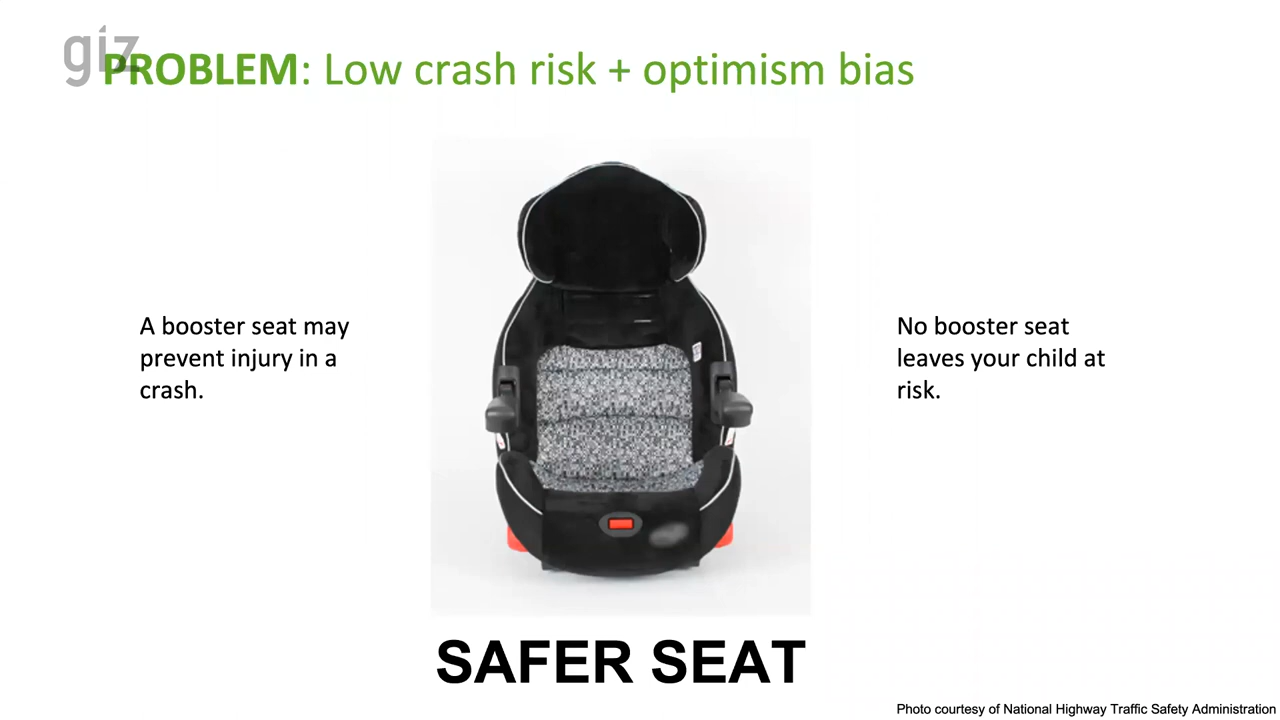 giz
PROBLEM: Low crash risk + optimism bias
A booster seat may
prevent injury in a
crash.
No booster seat
leaves your child at
risk.
SAFER SEAT
Photo courtesy of National Highway Traffic Safety Administration